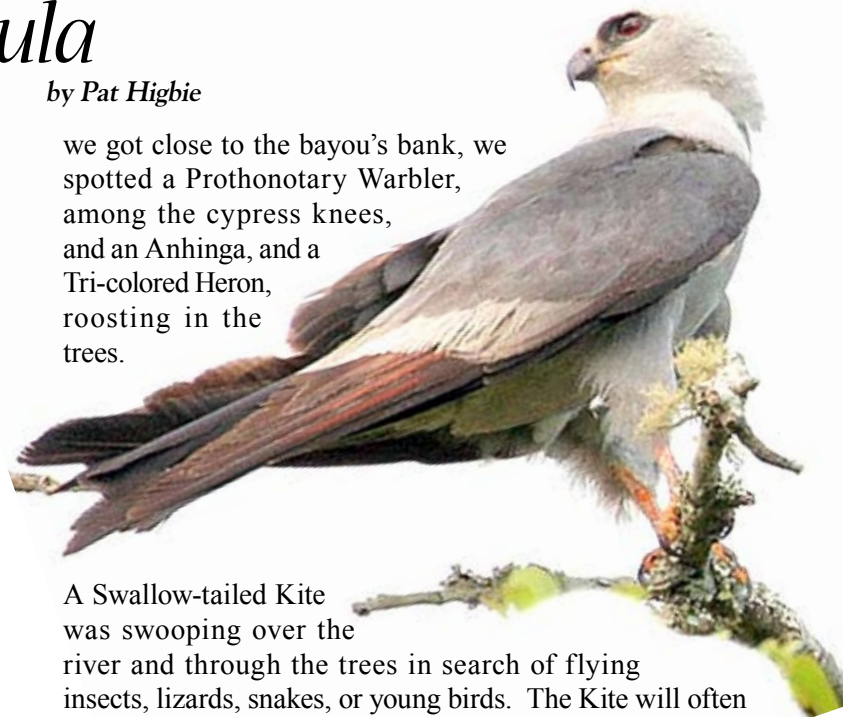 ula
by Pat Higbie
we got close to the bayou's bank, we
spotted a Prothonotary Warbler,
among the cypress knees,
and an Anhinga, and a
Tri-colored Heron,
roosting in the
trees.
A Swallow-tailed Kite
was swooping over the
river and through the trees in search of flying
insects, lizards, snakes, or young birds.  The Kite will often